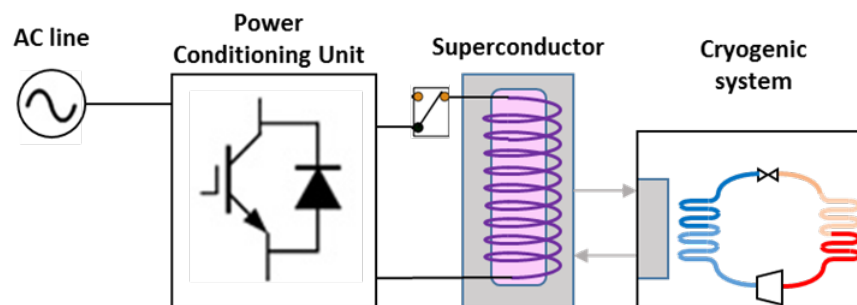 AC line
Power
Conditioning Unit
Superconductor
Cryogenic
system